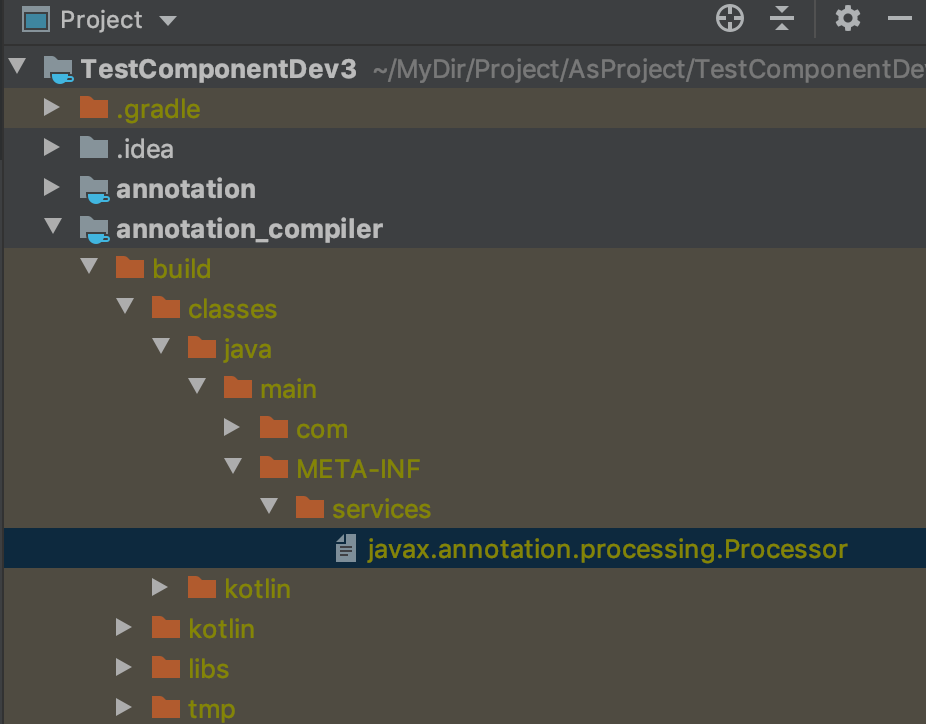 Project
TestComponentDev3 ~/MyDir/Project/AsProject/TestComponentDev
.gradle
.idea
annotation
annotation_compiler
build
classes
java
main
com
META-INF
services
javax.annotation.processing.Processor
kotlin
kotlin
libs
tmp